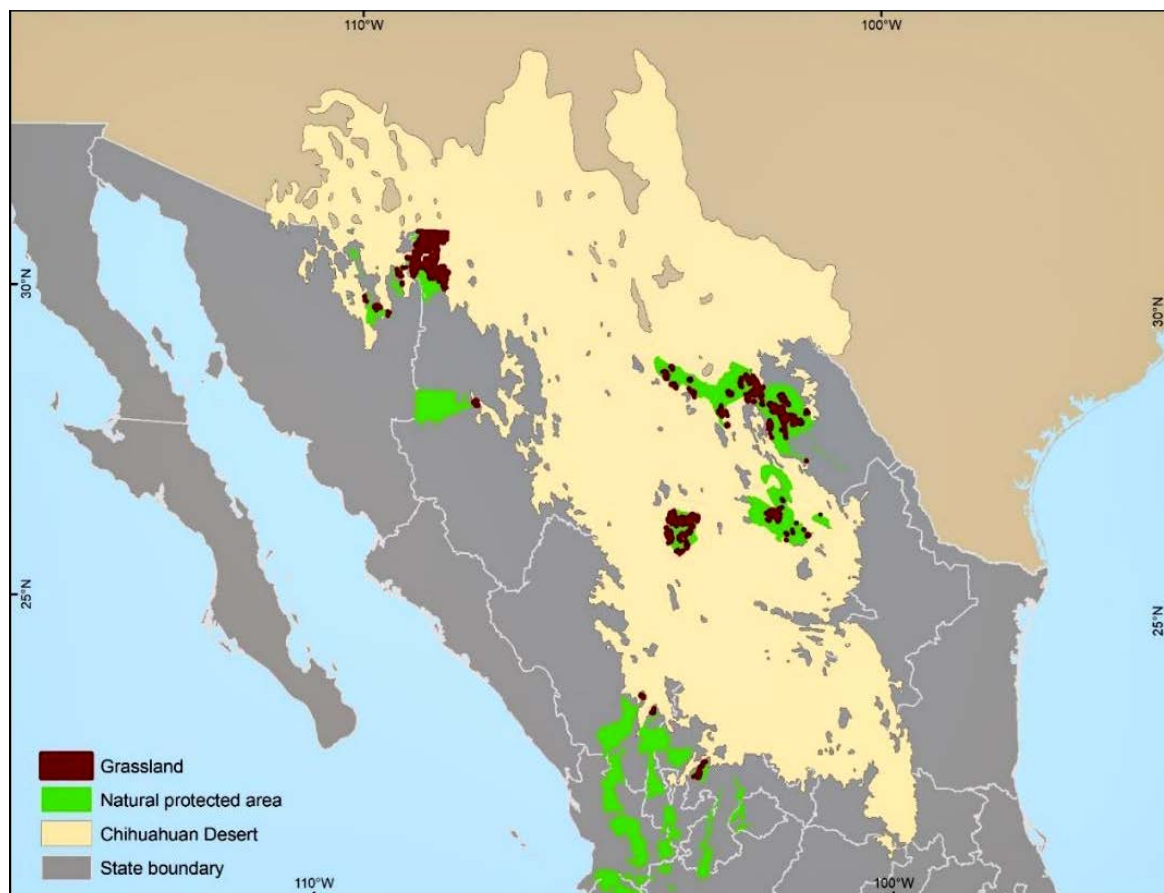 110°W
100°W
30°N
30°N
25°N
25°N
Grassland
Natural protected area
Chihuahuan Desert
State boundary
110°W
100°W